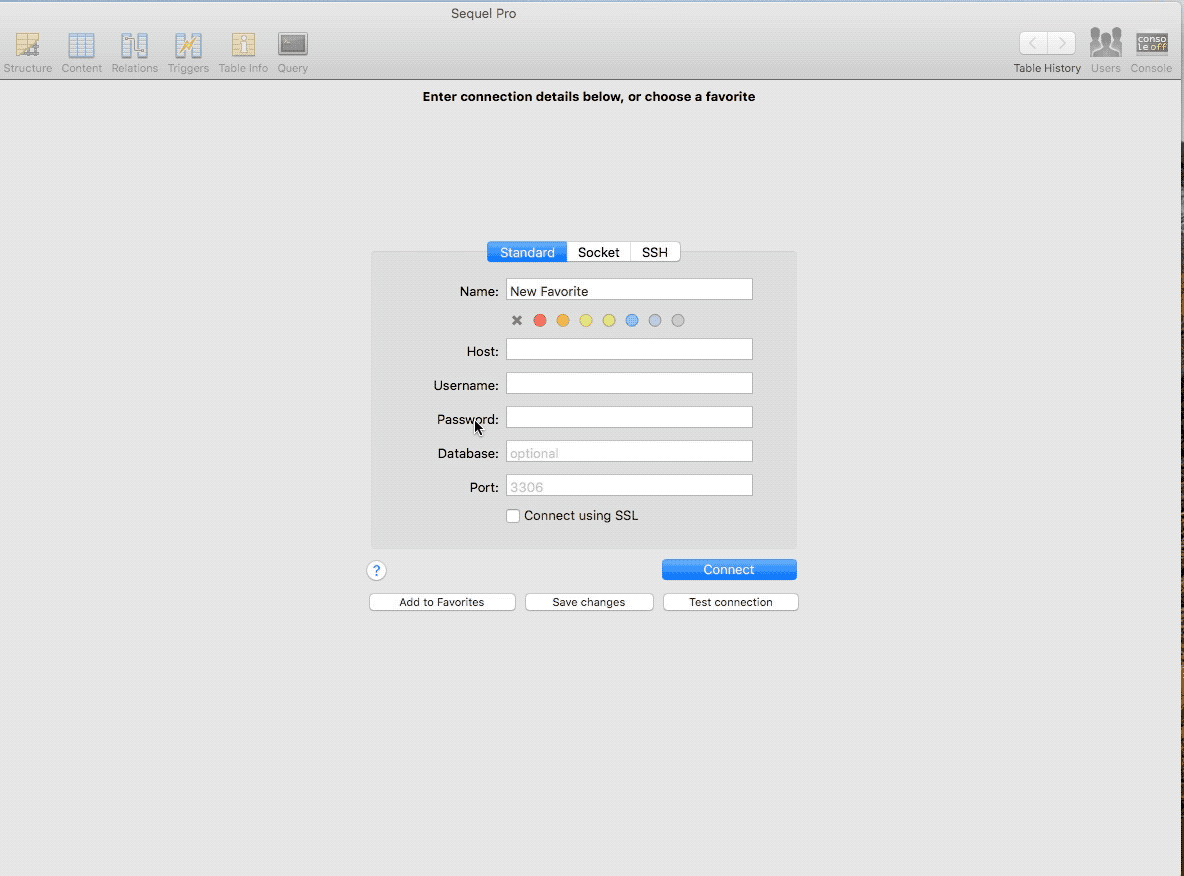 Sequel Pro
Structure Content Relations Triggers Table Info Query
conso
le off
Table History Users Console
Enter connection details below, or choose a favorite
Standard Socket SSH
Name: New Favorite
Host:
Username:
Password:
Database: optional
Port: 3306
Connect using SSL
? Connect
Add to Favorites Save changes Test connection